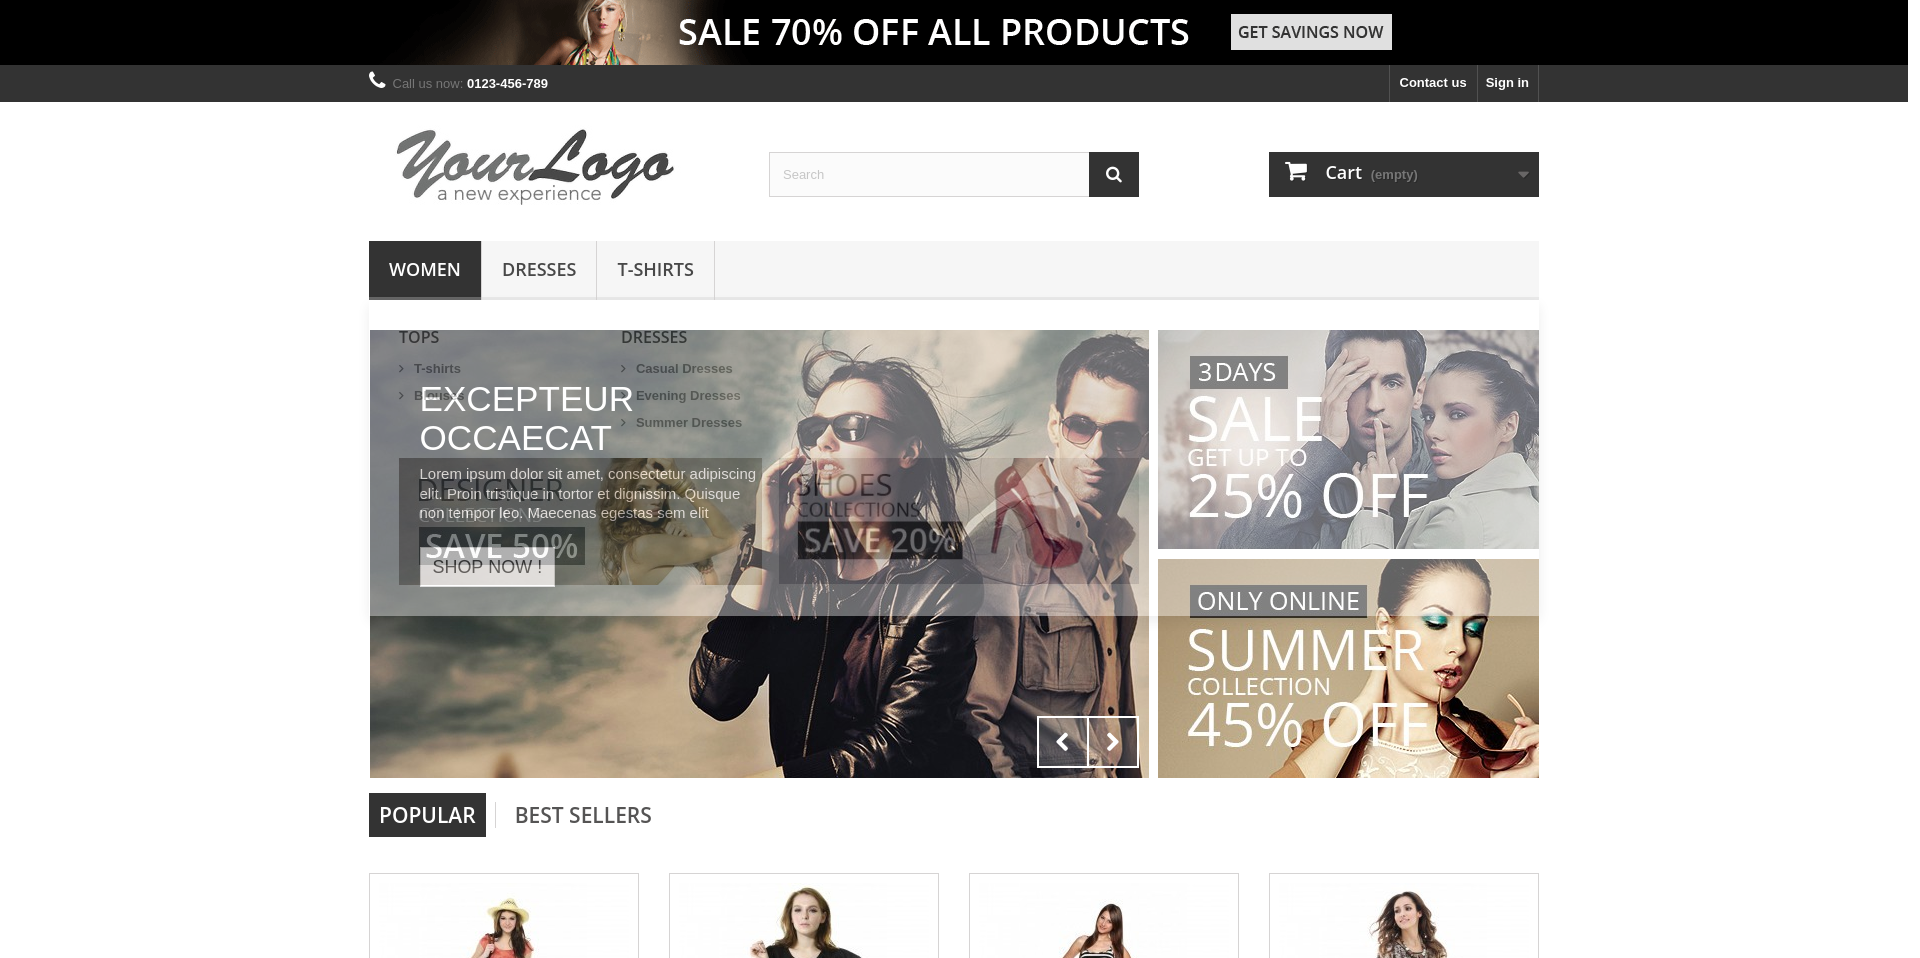 SALE 70% OFF ALL PRODUCTS
GET SAVINGS NOW
Call us now: 0123-456-789
Contact us
Sign in
YourLogo
a new experience
Search
Cart (empty)
WOMEN
DRESSES
T-SHIRTS
TOPS
T-shirts
Blouses
DRESSES
Casual Dresses
Evening Dresses
Summer Dresses
EXCEPTEUR
OCCAECAT
Lorem ipsum dolor sit amet, consectetur adipiscing
elit. Proin tristique in tortor et dignissim. Quisque
non tempor leo. Maecenas egestas sem elit
SHOP NOW !
DESIGNER
COLLECTIONS
SAVE 50%
SHOES
COLLECTIONS
SAVE 20%
3 DAYS
SALE
GET UP TO
25% OFF
ONLY ONLINE
SUMMER
COLLECTION
45% OFF
POPULAR
BEST SELLERS